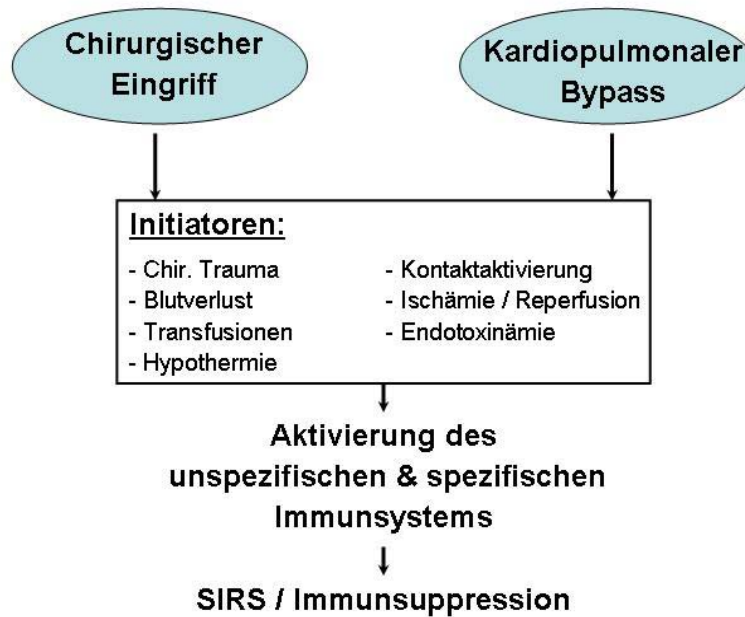 Chirurgischer
Eingriff
Kardiopulmonaler
Bypass
Initiatoren:
- Chir. Trauma
- Blutverlust
- Transfusionen
- Hypothermie
- Kontaktaktivierung
- Ischämie / Reperfusion
- Endotoxinämie
Aktivierung des
unspezifischen & spezifischen
Immunsystems
SIRS / Immunsuppression